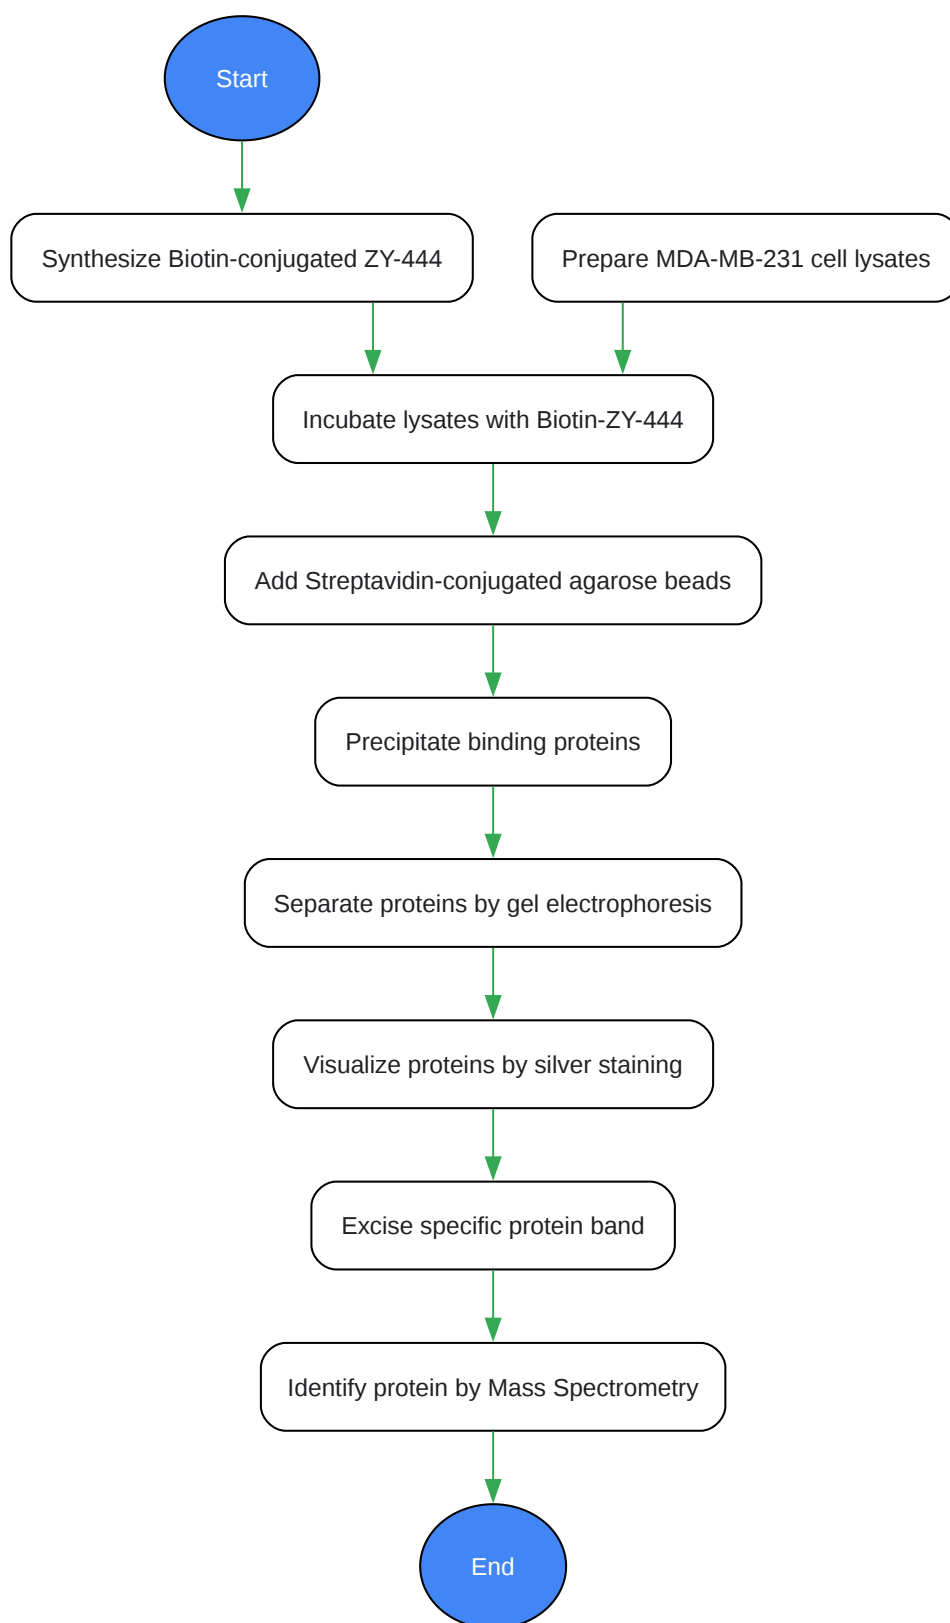 Start
Synthesize Biotin-conjugated ZY-444
Prepare MDA-MB-231 cell lysates
Incubate lysates with Biotin-ZY-444
Add Streptavidin-conjugated agarose beads
Precipitate binding proteins
Separate proteins by gel electrophoresis
Visualize proteins by silver staining
Excise specific protein band
Identify protein by Mass Spectrometry
End